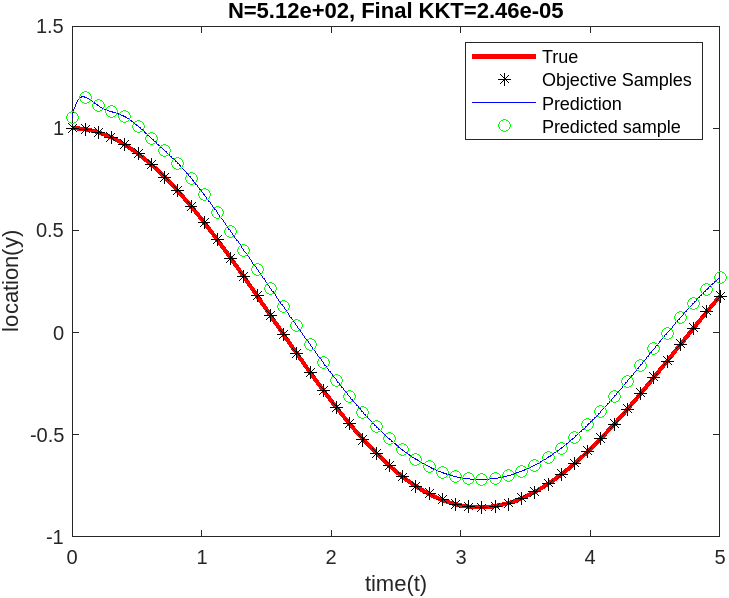 N=5.12e+02, Final KKT=2.46e-05
1.5
1
0.5
0
-0.5
-1
location(y)
True
Objective Samples
Prediction
Predicted sample
0 1 2 3 4 5
time(t)